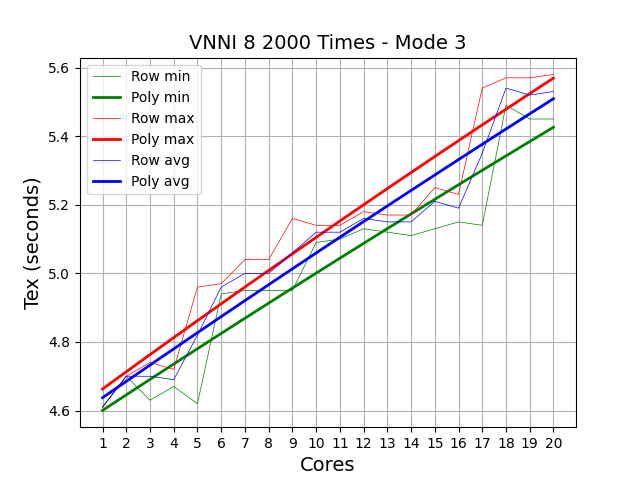 VNNI 8 2000 Times - Mode 3
Row min
Poly min
Row max
Poly max
Row avg
Poly avg
Tex (seconds)
5.6
5.4
5.2
5.0
4.8
4.6
1 2 3 4 5 6 7 8 9 10 11 12 13 14 15 16 17 18 19 20
Cores